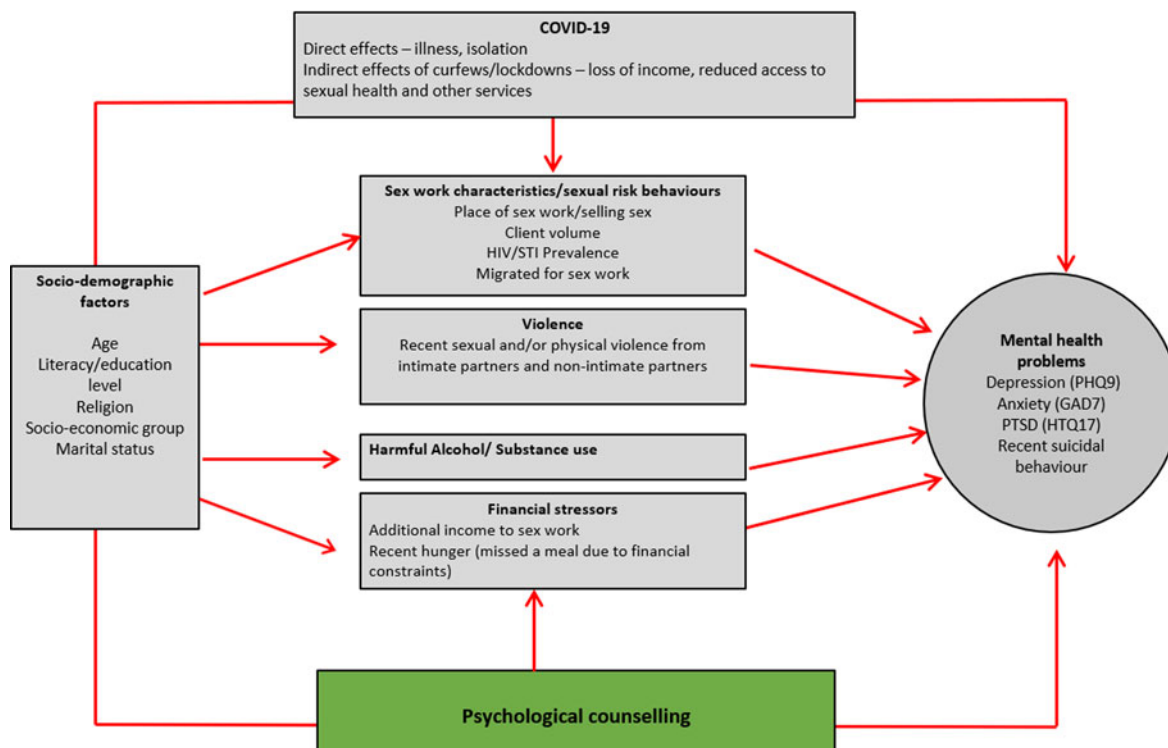 COVID-19
Direct effects – illness, isolation
Indirect effects of curfews/lockdowns – loss of income, reduced access to
sexual health and other services
Sex work characteristics/sexual risk behaviours
Place of sex work/selling sex
Client volume
HIV/STI Prevalence
Migrated for sex work
Socio-demographic
factors
Age
Literacy/education
level
Religion
Socio-economic group
Marital status
Violence
Recent sexual and/or physical violence from
intimate partners and non-intimate partners
Harmful Alcohol/ Substance use
Financial stressors
Additional income to sex work
Recent hunger (missed a meal due to financial
constraints)
Mental health
problems
Depression (PHQ9)
Anxiety (GAD7)
PTSD (HTQ17)
Recent suicidal
behaviour
Psychological counselling